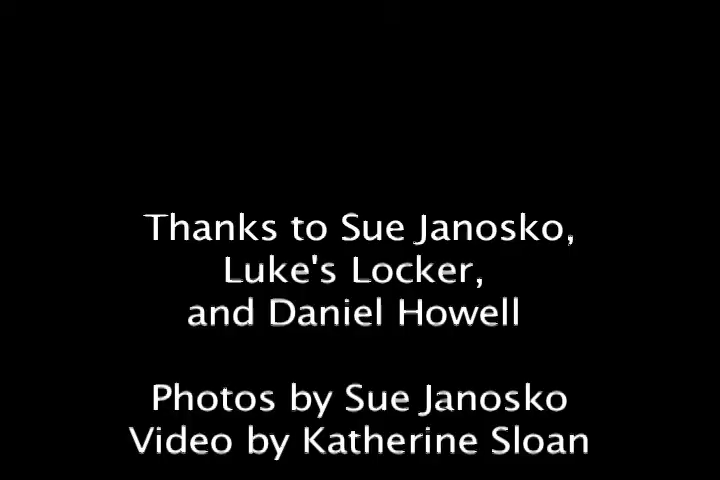 Thanks to Sue Janosko,
Luke's Locker,
and Daniel Howell
Photos by Sue Janosko
Video by Katherine Sloan